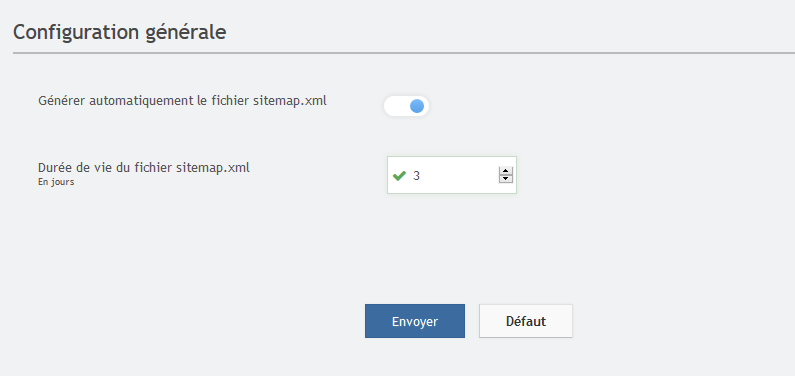 Configuration générale
Générer automatiquement le fichier sitemap.xml
Durée de vie du fichier sitemap.xml
En jours
3
Envoyer
Défaut